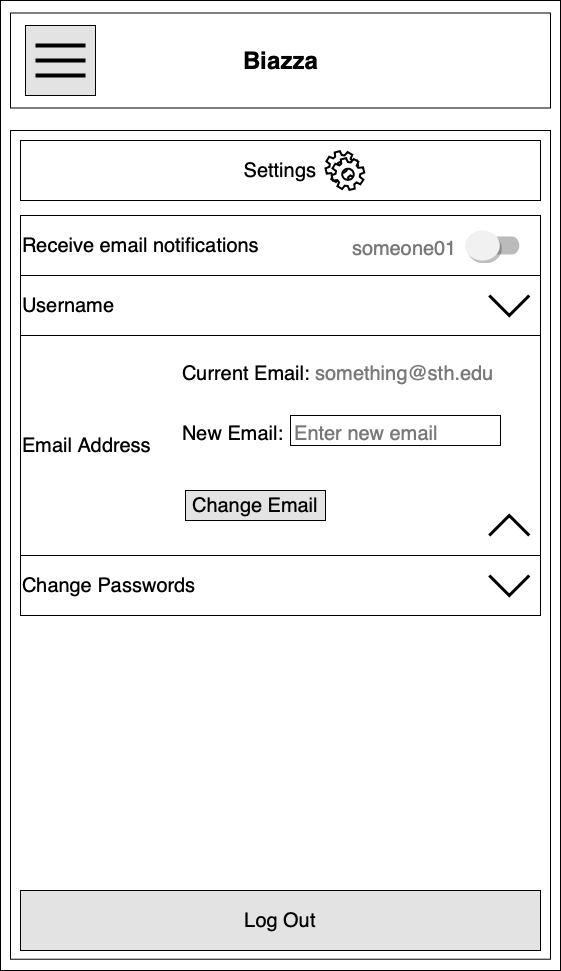 Biazza
Settings
Receive email notifications someone01
Username
Current Email: something@sth.edu
New Email: Enter new email
Email Address
Change Email
Change Passwords
Log Out